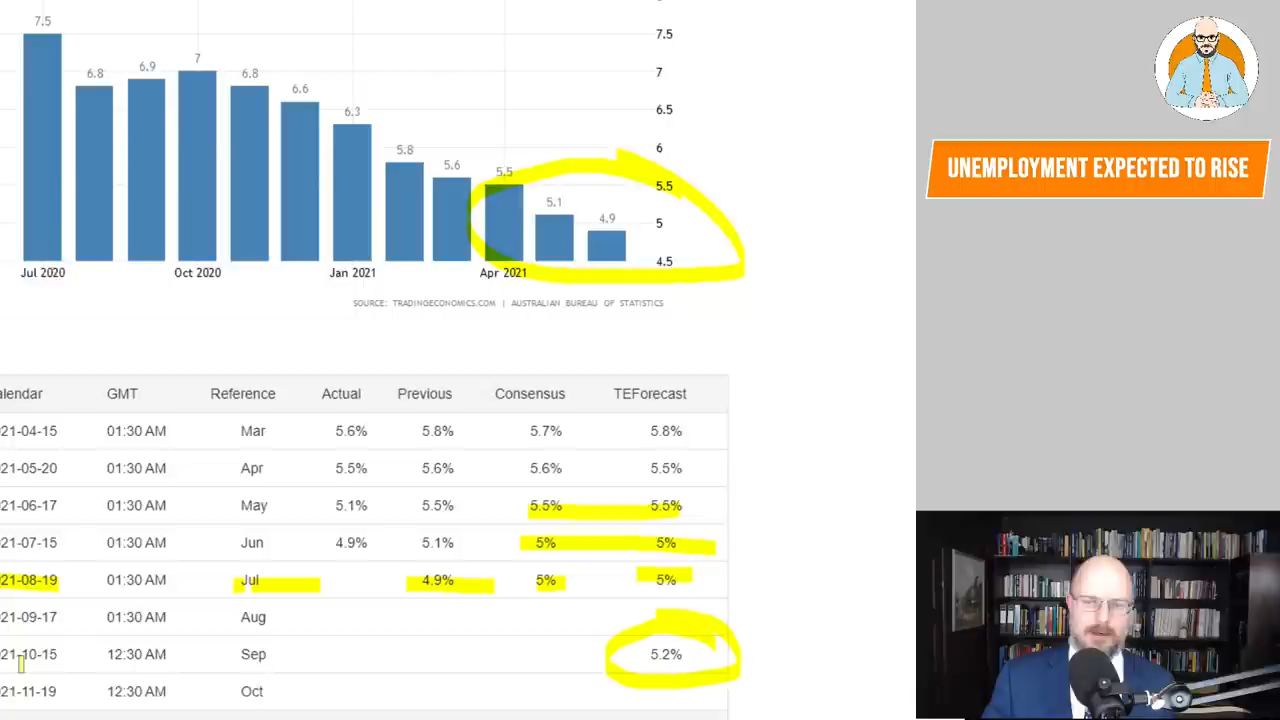 7.5
6.8
6.9
7
6.8
6.6
6.3
5.8
5.6
5.5
5.1
4.9
7.5
7
6.5
6
5.5
5
4.5
Jul 2020
Oct 2020
Jan 2021
Apr 2021
SOURCE: TRADINGECONOMICS.COM | AUSTRALIAN BUREAU OF STATISTICS
UNEMPLOYMENT EXPECTED TO RISE
alendar GMT Reference Actual Previous Consensus TEForecast
21-04-15 01:30 AM Mar 5.6% 5.8% 5.7% 5.8%
21-05-20 01:30 AM Apr 5.5% 5.6% 5.6% 5.5%
21-06-17 01:30 AM May 5.1% 5.5% 5.5% 5.5%
21-07-15 01:30 AM Jun 4.9% 5.1% 5% 5%
21-08-19 01:30 AM Jul 4.9% 5% 5%
21-09-17 01:30 AM Aug
21-10-15 12:30 AM Sep 5.2%
21-11-19 12:30 AM Oct